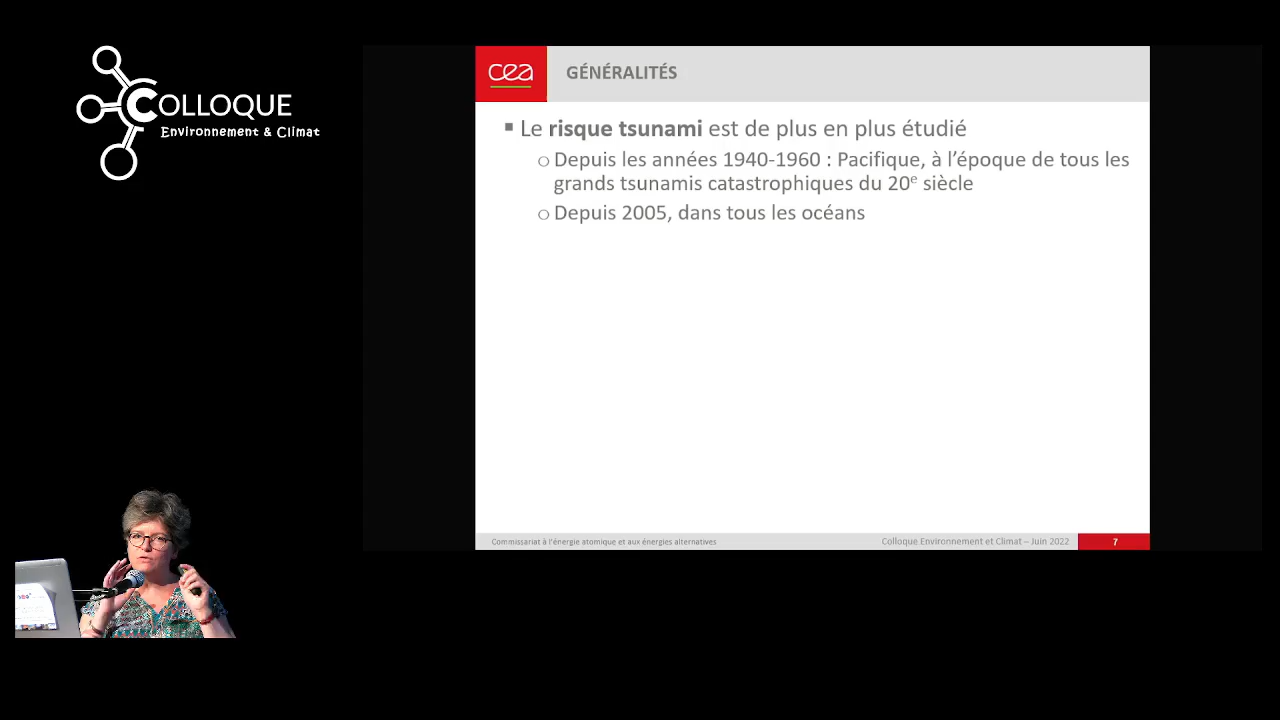 COLLOQUE
Environnement & Climat
cea
GÉNÉRALITÉS
▪ Le risque tsunami est de plus en plus étudié
o Depuis les années 1940-1960 : Pacifique, à l'époque de tous les
grands tsunamis catastrophiques du 20e siècle
o Depuis 2005, dans tous les océans
Commissariat à l'énergie atomique et aux énergies alternatives
Colloque Environnement et Climat – Juin 2022
7